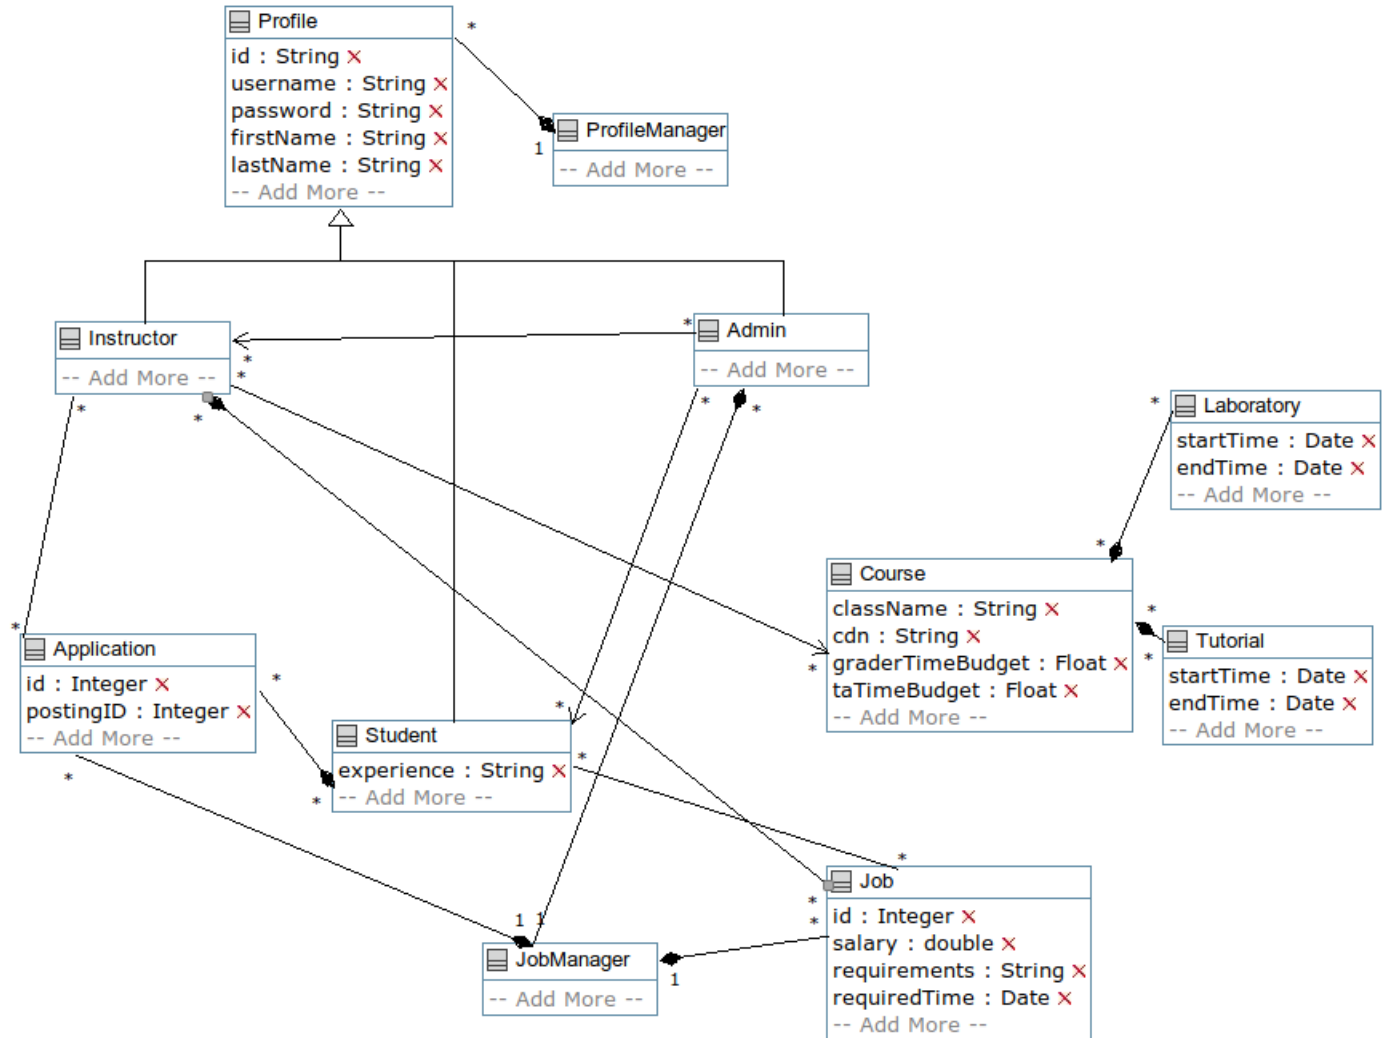 Profile
id : String
username : String
password : String
firstName : String
lastName : String
-- Add More --
*
ProfileManager
1
-- Add More --
Instructor
-- Add More --
*
*
*
*
Admin
-- Add More --
*
*
*
Laboratory
startTime : Date
endTime : Date
-- Add More --
*
*
Course
className : String
cdn : String
graderTimeBudget : Float
taTimeBudget : Float
-- Add More --
*
*
*
Tutorial
startTime : Date
endTime : Date
-- Add More --
*
Application
id : Integer
postingID : Integer
-- Add More --
*
*
*
Student
experience : String
-- Add More --
*
*
1 1
JobManager
-- Add More --
1
*
Job
*
*
id : Integer
salary : double
requirements : String
requiredTime : Date
-- Add More --